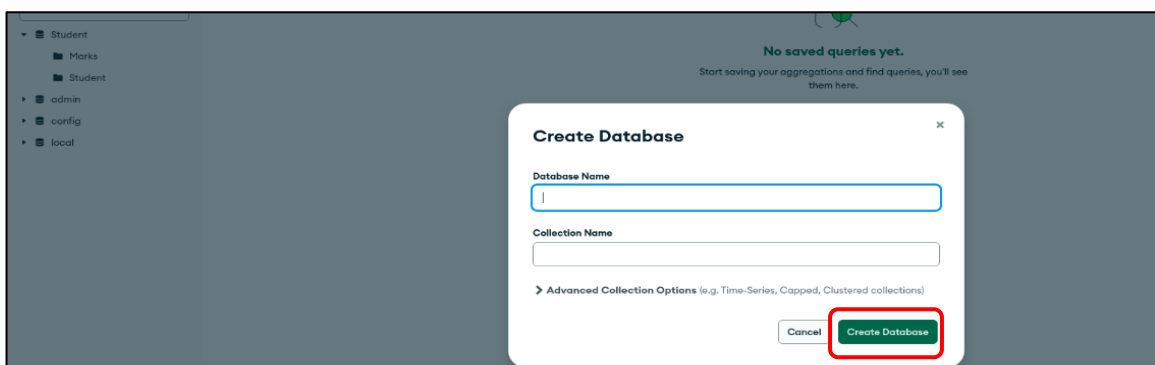 Student
Marks
Student
admin
config
local
No saved queries yet.
Start saving your aggregations and find queries, you'll see
them here.
Create Database
Database Name
Collection Name
Advanced Collection Options (e.g. Time-Series, Capped, Clustered collections)
Cancel
Create Database